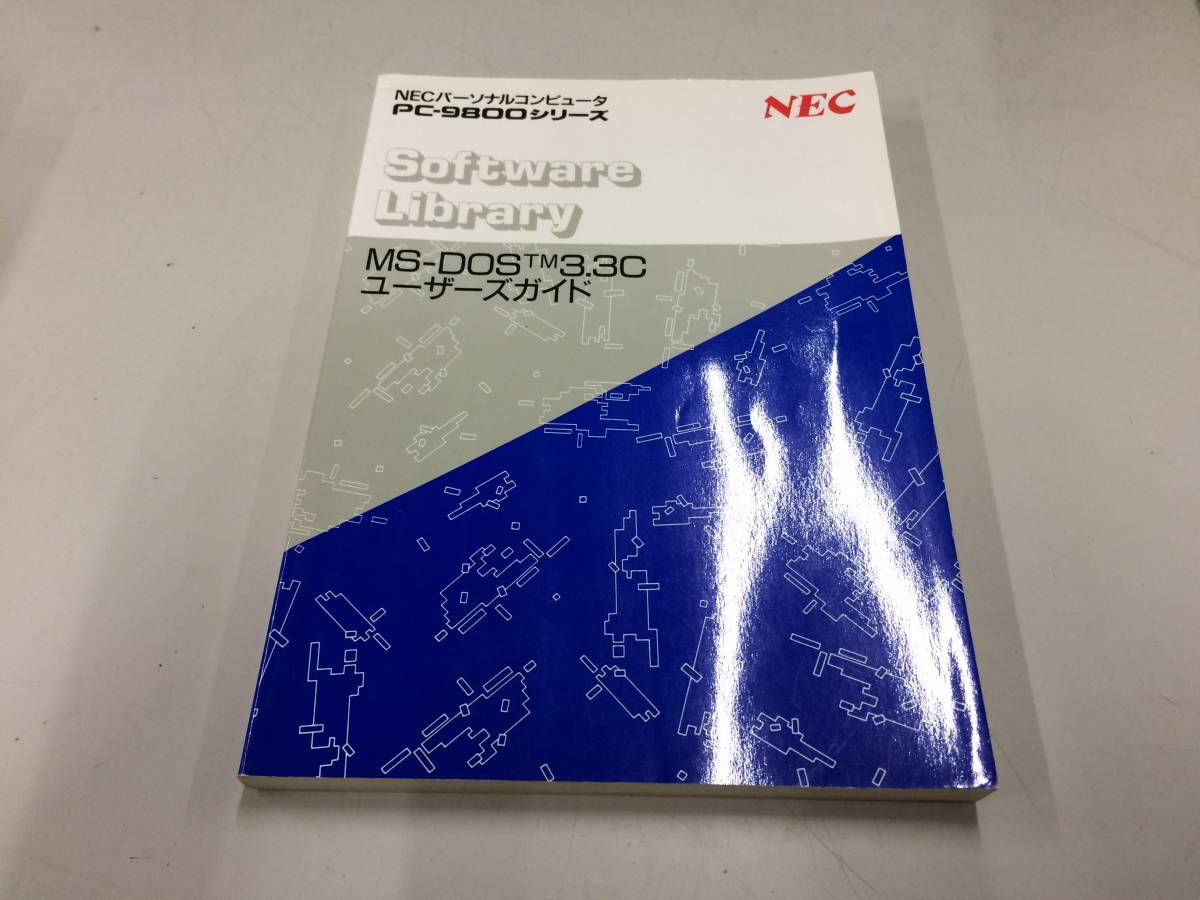 NECパーソナルコンピュータ
PC-9800シリーズ
NEC
Software
Library
MS-DOS™3.3C
ユーザーズガイド